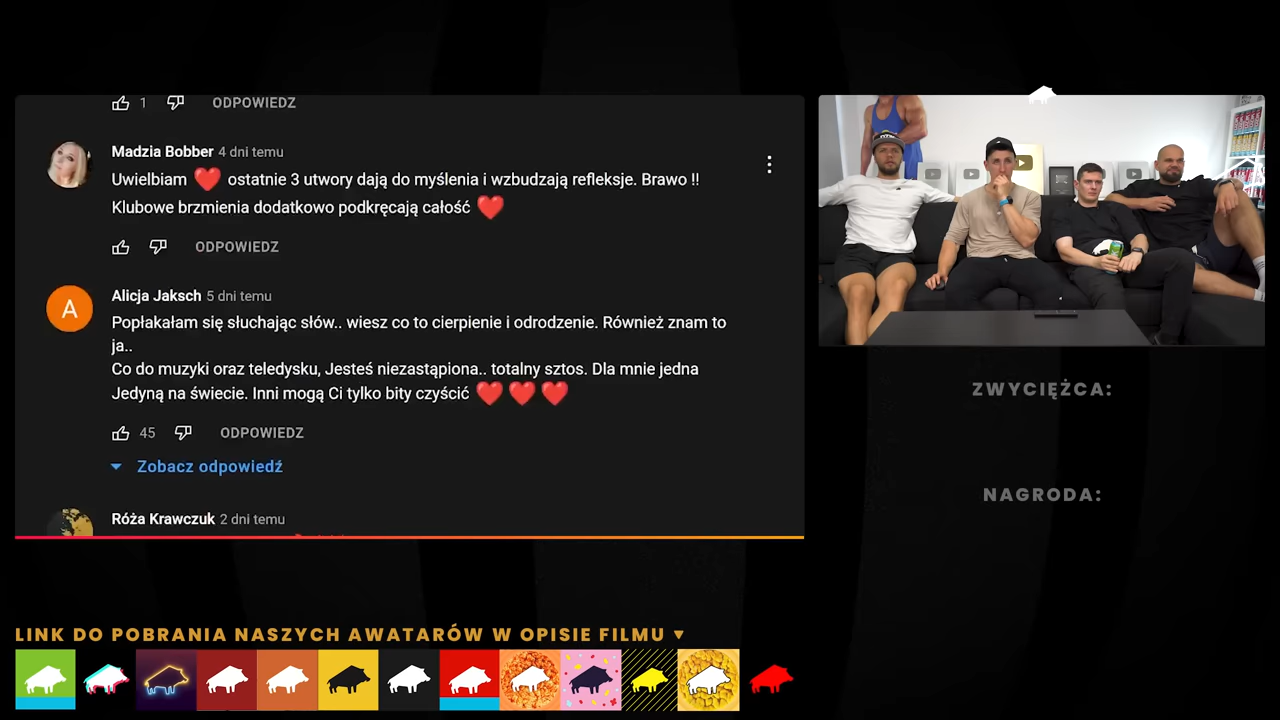 1 ODPOWIEDZ
Madzia Bobber 4 dni temu
Uwielbiam ❤️ ostatnie 3 utwory dają do myślenia i wzbudzają refleksje. Brawo !!
Klubowe brzmienia dodatkowo podkręcają całość ❤️
ODPOWIEDZ
A
Alicja Jaksch 5 dni temu
Popłakałam się słuchając słów.. wiesz co to cierpienie i odrodzenie. Również znam to
ja..
Co do muzyki oraz teledysku, Jesteś niezastąpiona.. totalny sztos. Dla mnie jedna
Jedyną na świecie. Inni mogą Ci tylko bity czyścić ❤️ ❤️ ❤️
45 ODPOWIEDZ
Zobacz odpowiedź
Róża Krawczuk 2 dni temu
ZWYCIĘŻCA:
NAGRODA:
LINK DO POBRANIA NASZYCH AWATARÓW W OPISIE FILMU ▼